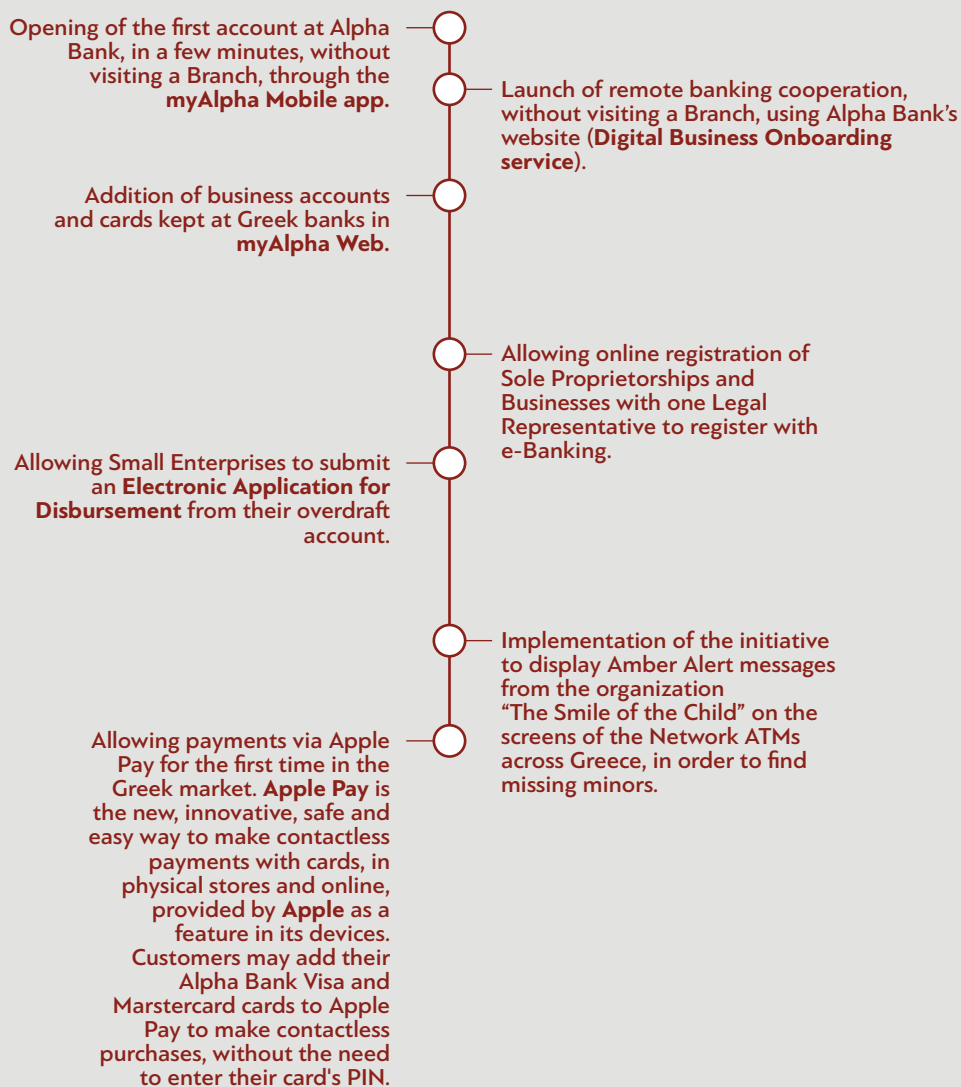 Opening of the first account at Alpha
Bank, in a few minutes, without
visiting a Branch, through the
myAlpha Mobile app.
Launch of remote banking cooperation,
without visiting a Branch, using Alpha Bank’s
website (Digital Business Onboarding
service).
Addition of business accounts
and cards kept at Greek banks in
myAlpha Web.
Allowing online registration of
Sole Proprietorships and
Businesses with one Legal
Representative to register with
e-Banking.
Allowing Small Enterprises to submit
an Electronic Application for
Disbursement from their overdraft
account.
Implementation of the initiative
to display Amber Alert messages
from the organization
“The Smile of the Child” on the
screens of the Network ATMs
across Greece, in order to find
missing minors.
Allowing payments via Apple
Pay for the first time in the
Greek market. Apple Pay is
the new, innovative, safe and
easy way to make contactless
payments with cards, in
physical stores and online,
provided by Apple as a
feature in its devices.
Customers may add their
Alpha Bank Visa and
Marstercard cards to Apple
Pay to make contactless
purchases, without the need
to enter their card's PIN.